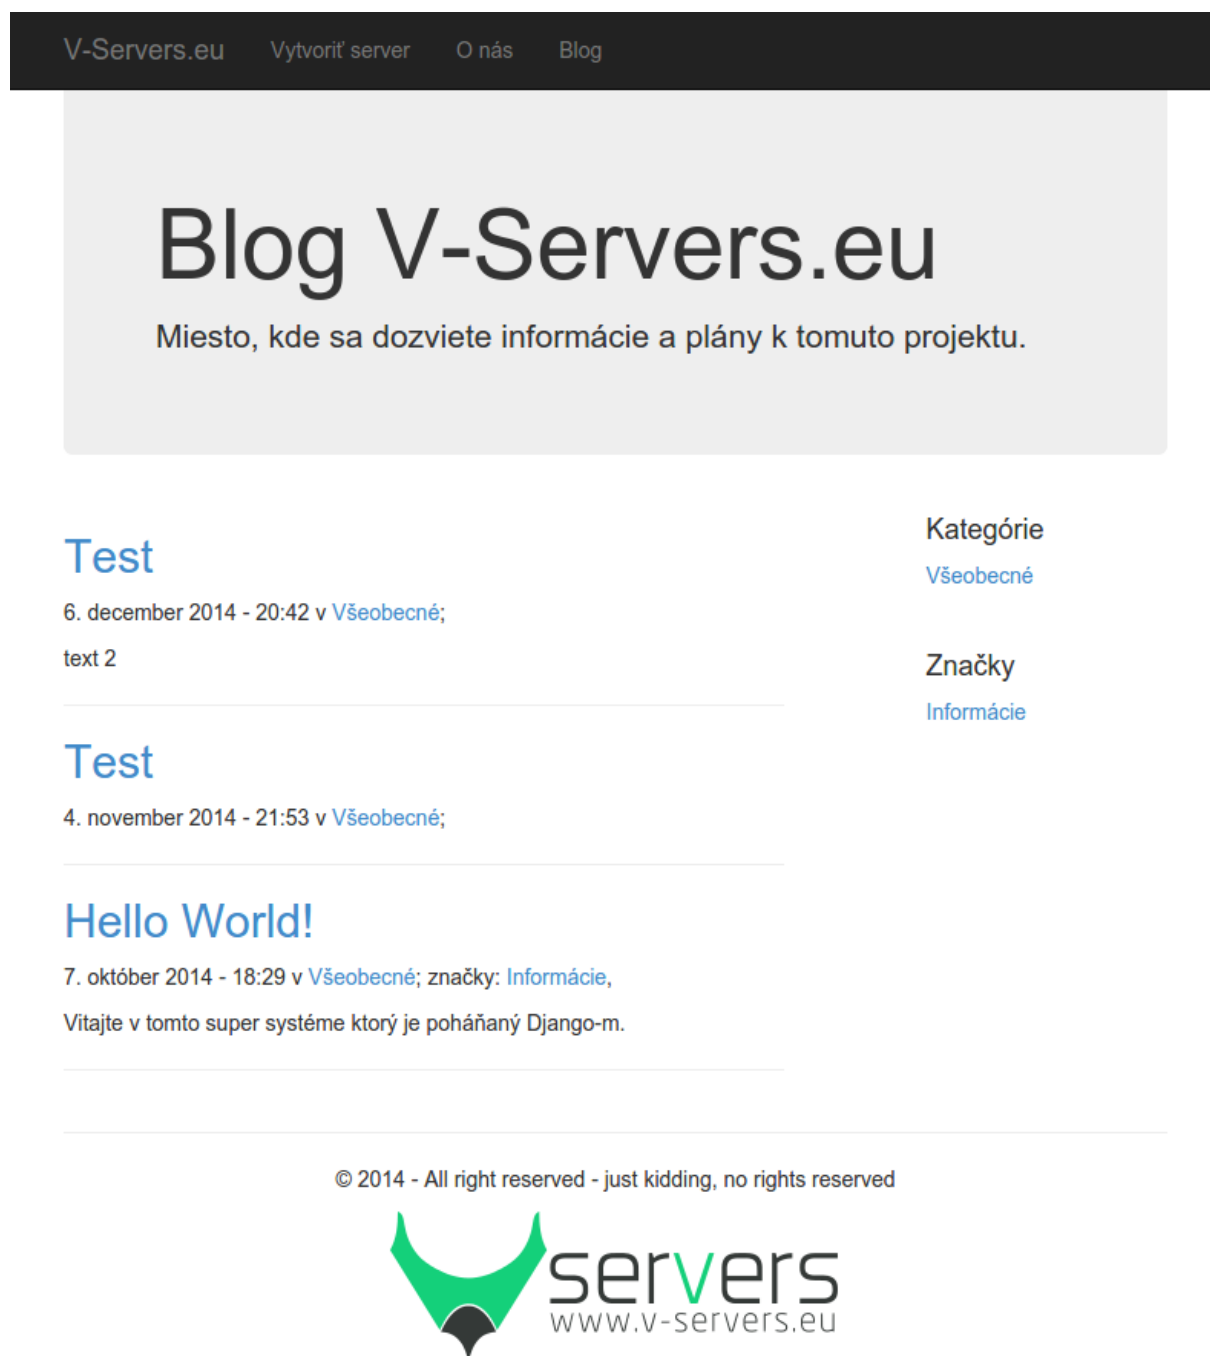 V-Servers.eu Vytvoriť server O nás Blog
Blog V-Servers.eu
Miesto, kde sa dozviete informácie a plány k tomuto projektu.
Test
6. december 2014 - 20:42 v Všeobecné;
text 2
Test
4. november 2014 - 21:53 v Všeobecné;
Hello World!
7. október 2014 - 18:29 v Všeobecné; značky: Informácie,
Vitajte v tomto super systéme ktorý je poháňaný Django-m.
Kategórie
Všeobecné
Značky
Informácie
© 2014 - All right reserved - just kidding, no rights reserved
servers
www.v-servers.eu